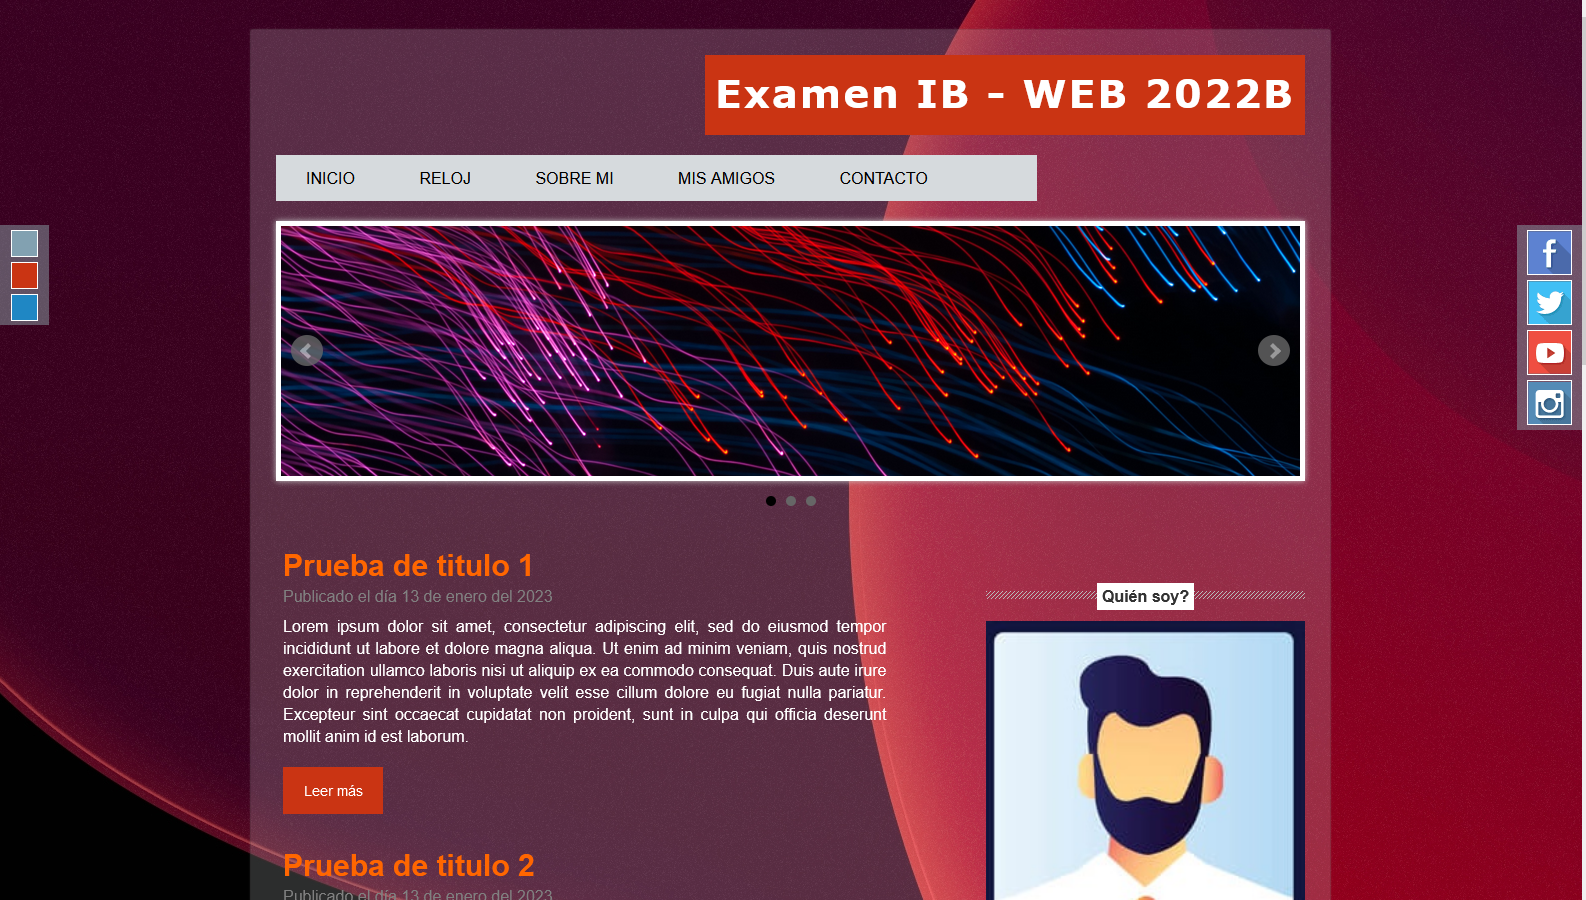 Examen IB - WEB 2022B
INICIO RELOJ SOBRE MI MIS AMIGOS CONTACTO
Prueba de titulo 1
Publicado el día 13 de enero del 2023
Lorem ipsum dolor sit amet, consectetur adipiscing elit, sed do eiusmod tempor
incididunt ut labore et dolore magna aliqua. Ut enim ad minim veniam, quis nostrud
exercitation ullamco laboris nisi ut aliquip ex ea commodo consequat. Duis aute irure
dolor in reprehenderit in voluptate velit esse cillum dolore eu fugiat nulla pariatur.
Excepteur sint occaecat cupidatat non proident, sunt in culpa qui officia deserunt
mollit anim id est laborum.
Leer más
Prueba de titulo 2
Publicado el día 13 de enero del 2023
Quién soy?